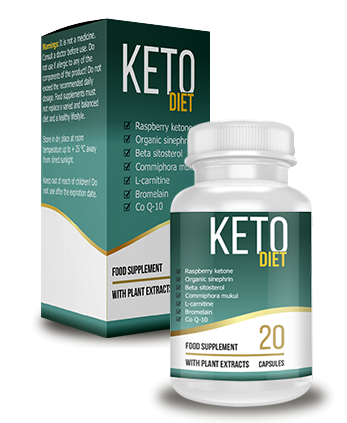 Warnings: It is not a medicine.
Consult a doctor before use. Do
not use if allergic to any of the
components of the product! Do not
exceed the recommended daily
dosage. Food supplements must
not replace a varied and balanced
diet and a healthy lifestyle.
Store in dry place at room
temperature up to + 25 °C away
from direct sunlight.
Keep out of reach of children! Do
not use after the expiration date.
KETO
DIET
Raspberry ketone
Organic sinephrin
Beta sitosterol
Commiphora mukul
L-carnitine
Bromelain
Co Q-10
FOOD SUPPLEMENT
WITH PLANT EXTRACTS
KETO
DIET
Raspberry ketone
Organic sinephrin
Beta sitosterol
Commiphora mukul
L-carnitine
Bromelain
Co Q-10
FOOD SUPPLEMENT
WITH PLANT EXTRACTS
20
CAPSULES